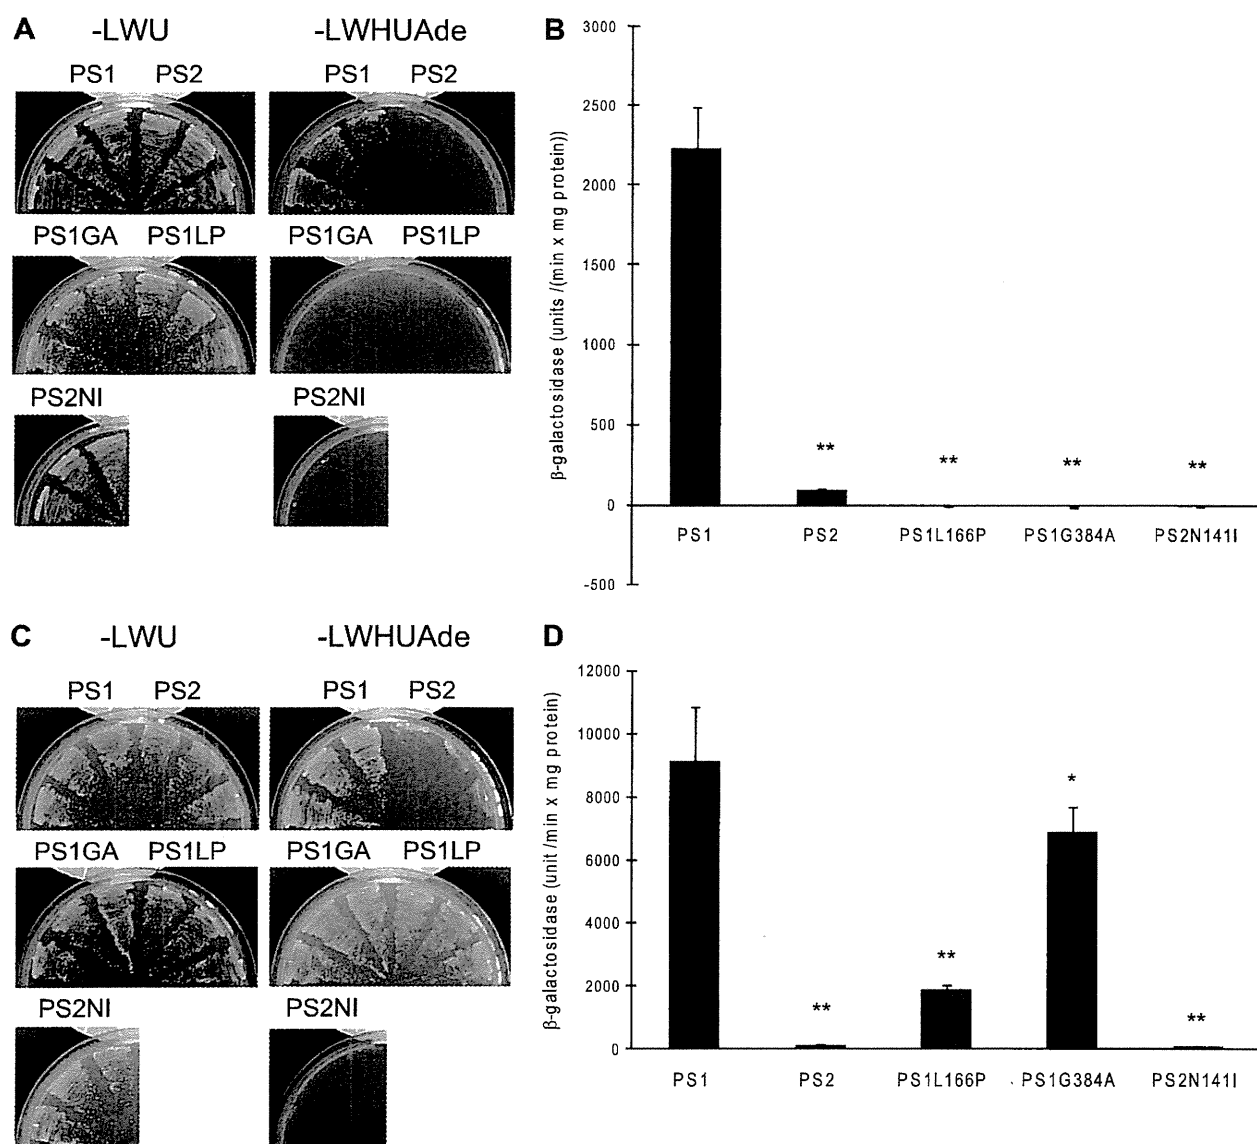 A
-LWU
-LWHUAde
PS1 PS2
PS1 PS2
PS1GA PS1LP
PS1GA PS1LP
PS2NI
PS2NI
B
3000
2500
2000
1500
1000
500
0
-500
β-galactosidase (units /(min x mg protein))
**
**
**
**
PS1
PS2
PS1L166P
PS1G384A
PS2N141I
C
-LWU
-LWHUAde
PS1 PS2
PS1 PS2
PS1GA PS1LP
PS1GA PS1LP
PS2NI
PS2NI
D
12000
10000
8000
6000
4000
2000
0
β-galactosidase (unit /min x mg protein)
**
**
*
**
PS1
PS2
PS1L166P
PS1G384A
PS2N141I